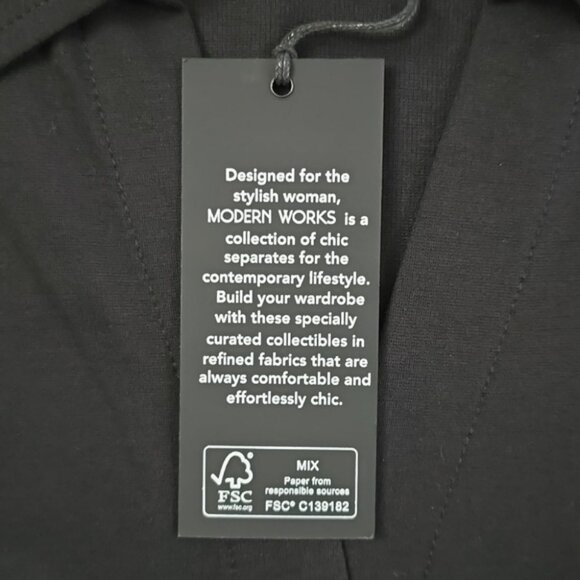 Designed for the
stylish woman,
MODERN WORKS is a
collection of chic
separates for the
contemporary lifestyle.
Build your wardrobe
with these specially
curated collectibles in
refined fabrics that are
always comfortable and
effortlessly chic.
FSC
www.fsc.org
MIX
Paper from
responsible sources
FSC® C139182